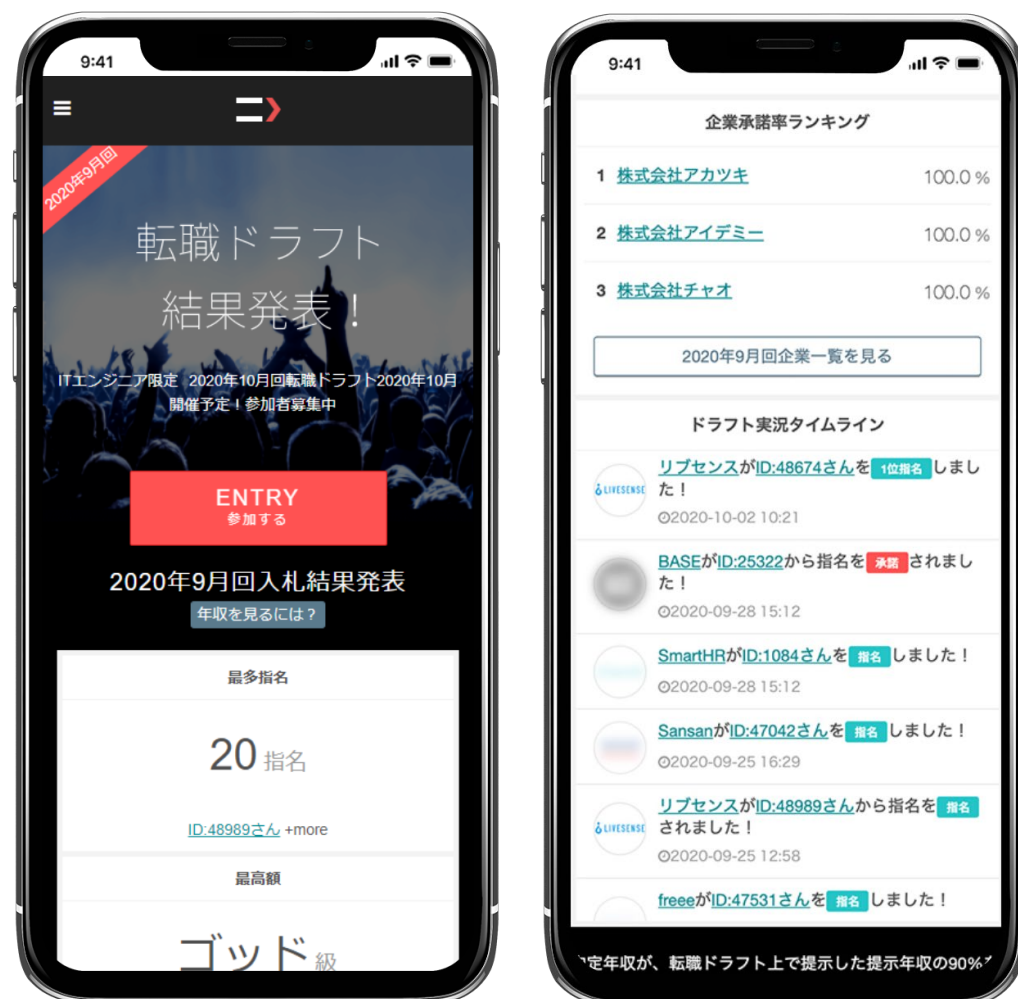 9:41
2020年9月回
転職ドラフト
結果発表！
ITエンジニア限定 2020年10月回転職ドラフト2020年10月
開催予定！参加者募集中
ENTRY
参加する
2020年9月回入札結果発表
年収を見るには？
最多指名
20 指名
ID:48989さん +more
最高額
ゴッド級
9:41
企業承諾率ランキング
1 株式会社アカツキ 100.0 %
2 株式会社アイデミー 100.0 %
3 株式会社チャオ 100.0 %
2020年9月回企業一覧を見る
ドラフト実況タイムライン
LIVESENSE
リブセンスがID:48674さんを 1位指名 しまし
た！
2020-10-02 10:21
BASEがID:25322から指名を 承諾 されまし
た！
2020-09-28 15:12
SmartHRがID:1084さんを 指名 しました！
2020-09-28 15:12
Sansanが ID:47042さんを 指名 しました！
2020-09-25 16:29
LIVESENSE
リブセンスがID:48989さんから指名を 指名
されました！
2020-09-25 12:58
freeeがID:47531さんを 指名 しました！
定年収が、転職ドラフト上で提示した提示年収の90%